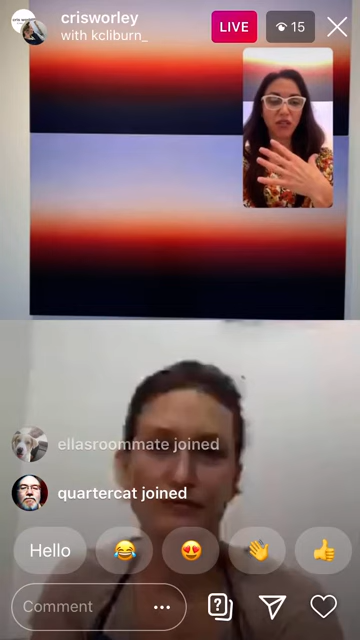 crisworley
with kcliburn_
LIVE
15
ellasroommate joined
quartercat joined
Hello
Comment